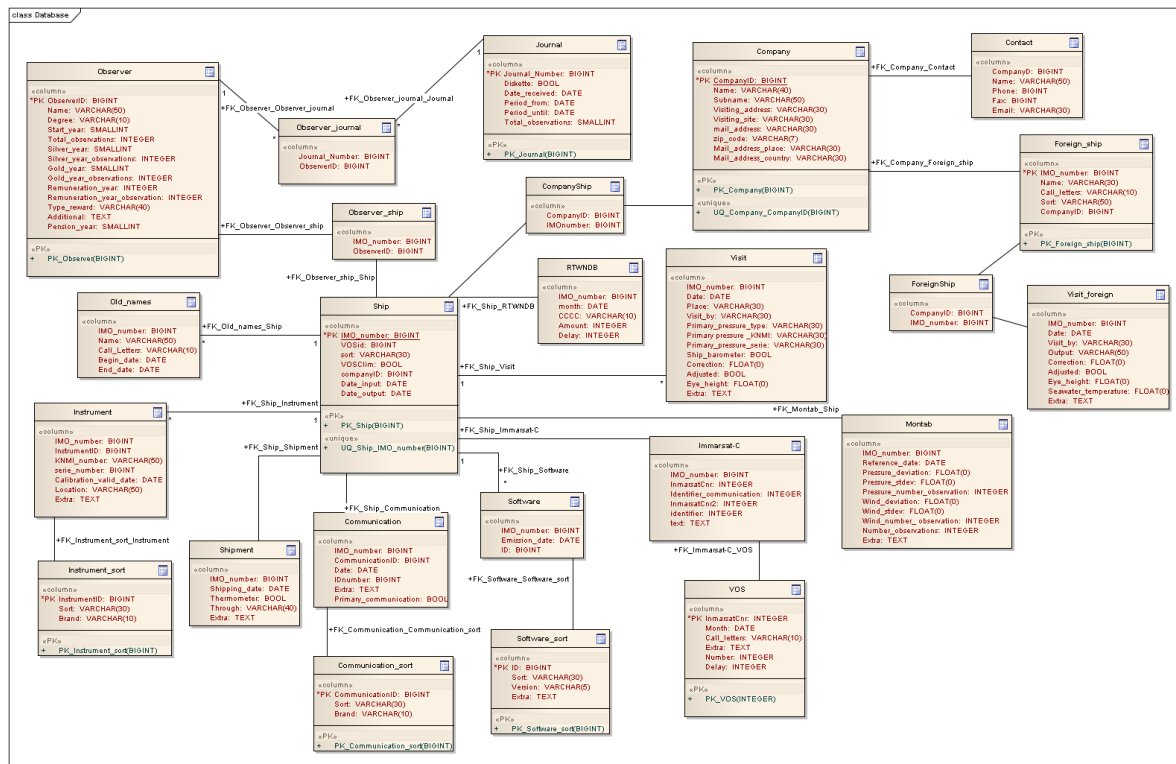 class Database
Observer
«column»
*PK ObserverID: BIGINT
Name: VARCHAR(50)
Degree: VARCHAR(10)
Start_year: SMALLINT
Total_observations: INTEGER
Silver_year: SMALLINT
Silver_year_observations: INTEGER
Gold_year: SMALLINT
Gold_year_observations: INTEGER
Remuneration_year: INTEGER
Remuneration_year_observation: INTEGER
Type_reward: VARCHAR(40)
Additional: TEXT
Pension_year: SMALLINT
«PK»
+ PK_Observer(BIGINT)
1
+FK_Observer_Observer_journal
*
Observer_journal
«column»
Journal_Number: BIGINT
ObserverID: BIGINT
1
+FK_Observer_journal_Journal
*
Journal
«column»
*PK Journal_Number: BIGINT
Diskette: BOOL
Date_received: DATE
Period_from: DATE
Period_until: DATE
Total_observations: SMALLINT
«PK»
+ PK_Journal(BIGINT)
Company
«column»
*PK CompanyID: BIGINT
Name: VARCHAR(40)
Subname: VARCHAR(50)
Visiting_address: VARCHAR(30)
Visiting_site: VARCHAR(30)
mail_address: VARCHAR(30)
zip_code: VARCHAR(7)
Mail_address_place: VARCHAR(30)
Mail_address_country: VARCHAR(30)
«PK»
+ PK_Company(BIGINT)
«unique»
+ UQ_Company_CompanyID(BIGINT)
+FK_Company_Contact
Contact
«column»
CompanyD: BIGINT
Name: VARCHAR(50)
Phone: BIGINT
Fax: BIGINT
Email: VARCHAR(30)
+FK_Company_Foreign_ship
Foreign_ship
«column»
*PK IMO_number: BIGINT
Name: VARCHAR(30)
Call_letters: VARCHAR(10)
Sort: VARCHAR(50)
CompanyID: BIGINT
«PK»
+ PK_Foreign_ship(BIGINT)
CompanyShip
«column»
CompanyID: BIGINT
IMOnumber: BIGINT
Observer_ship
«column»
IMO_number: BIGINT
ObserverID: BIGINT
+FK_Observer_Observer_ship
+FK_Observer_ship_Ship
Old_names
«column»
IMO_number: BIGINT
Name: VARCHAR(50)
Call_Letters: VARCHAR(10)
Begin_date: DATE
End_date: DATE
+FK_Old_names_Ship
*
1
Ship
«column»
*PK IMO_number: BIGINT
VOSid: BIGINT
sort: VARCHAR(30)
VOSClim: BOOL
companyID: BIGINT
Date_input: DATE
Date_output: DATE
«PK»
+ PK_Ship(BIGINT)
«unique»
+ UQ_Ship_IMO_number(BIGINT)
+FK_Ship_RTWNDB
RTWNDB
«column»
IMO_number: BIGINT
month: DATE
CCCC: VARCHAR(10)
Amount: INTEGER
Delay: INTEGER
Visit
«column»
IMO_number: BIGINT
Date: DATE
Place: VARCHAR(30)
Visit_by: VARCHAR(30)
Primary_pressure_type: VARCHAR(30)
Primary pressure _KNMI: VARCHAR(30)
Primary_pressure_serie: VARCHAR(30)
Ship_barometer: BOOL
Correction: FLOAT(0)
Adjusted: BOOL
Eye_height: FLOAT(0)
Extra: TEXT
+FK_Ship_Visit
1
*
ForeignShip
«column»
CompanyID: BIGINT
IMO_number: BIGINT
Visit_foreign
«column»
IMO_number: BIGINT
Date: DATE
Visit_by: VARCHAR(30)
Output: VARCHAR(50)
Correction: FLOAT(0)
Adjusted: BOOL
Eye_height: FLOAT(0)
Seawater_temperature: FLOAT(0)
Extra: TEXT
Instrument
«column»
IMO_number: BIGINT
InstrumentID: BIGINT
KNMI_number: VARCHAR(50)
serie_number: BIGINT
Calibration_valid_date: DATE
Location: VARCHAR(50)
Extra: TEXT
+FK_Ship_Instrument
*
1
+FK_Ship_Shipment
+FK_Montab_Ship
+FK_Ship_Immarsat-C
1
+FK_Ship_Software
*
+FK_Ship_Communication
Montab
«column»
IMO_number: BIGINT
Reference_date: DATE
Pressure_deviation: FLOAT(0)
Pressure_stdev: FLOAT(0)
Pressure_number_observation: INTEGER
Wind_deviation: FLOAT(0)
Wind_stdev: FLOAT(0)
Wind_number_observation: INTEGER
Number_observations: INTEGER
Extra: TEXT
Immarsat-C
«column»
IMO_number: BIGINT
InmarsatCnr: INTEGER
Identifier_communication: INTEGER
InmarsatCnr2: INTEGER
identifier: INTEGER
text: TEXT
+FK_Immarsat-C_VOS
Software
«column»
IMO_number: BIGINT
Emission_date: DATE
ID: BIGINT
+FK_Software_Software_sort
Communication
«column»
IMO_number: BIGINT
CommunicationID: BIGINT
Date: DATE
IDnumber: BIGINT
Extra: TEXT
Primary_communication: BOOL
+FK_Communication_Communication_sort
Shipment
«column»
IMO_number: BIGINT
Shipping_date: DATE
Thermometer: BOOL
Through: VARCHAR(40)
Extra: TEXT
+FK_Instrument_sort_Instrument
Instrument_sort
«column»
*PK InstrumentID: BIGINT
Sort: VARCHAR(30)
Brand: VARCHAR(10)
«PK»
+ PK_Instrument_sort(BIGINT)
VOS
«column»
*PK InmarsatCnr: INTEGER
Month: DATE
Call_letters: VARCHAR(10)
Extra: TEXT
Number: INTEGER
Delay: INTEGER
«PK»
+ PK_VOS(INTEGER)
Software_sort
«column»
*PK ID: BIGINT
Sort: VARCHAR(30)
Version: VARCHAR(5)
Extra: TEXT
«PK»
+ PK_Software_sort(BIGINT)
Communication_sort
«column»
*PK CommunicationID: BIGINT
Sort: VARCHAR(30)
Brand: VARCHAR(10)
«PK»
+ PK_Communication_sort(BIGINT)